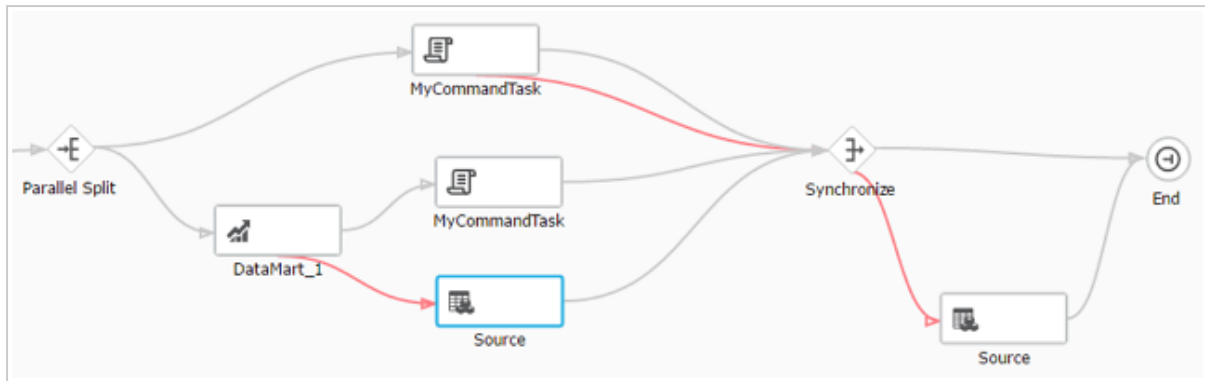 MyCommandTask
Parallel Split
MyCommandTask
Synchronize
End
DataMart_1
Source
Source